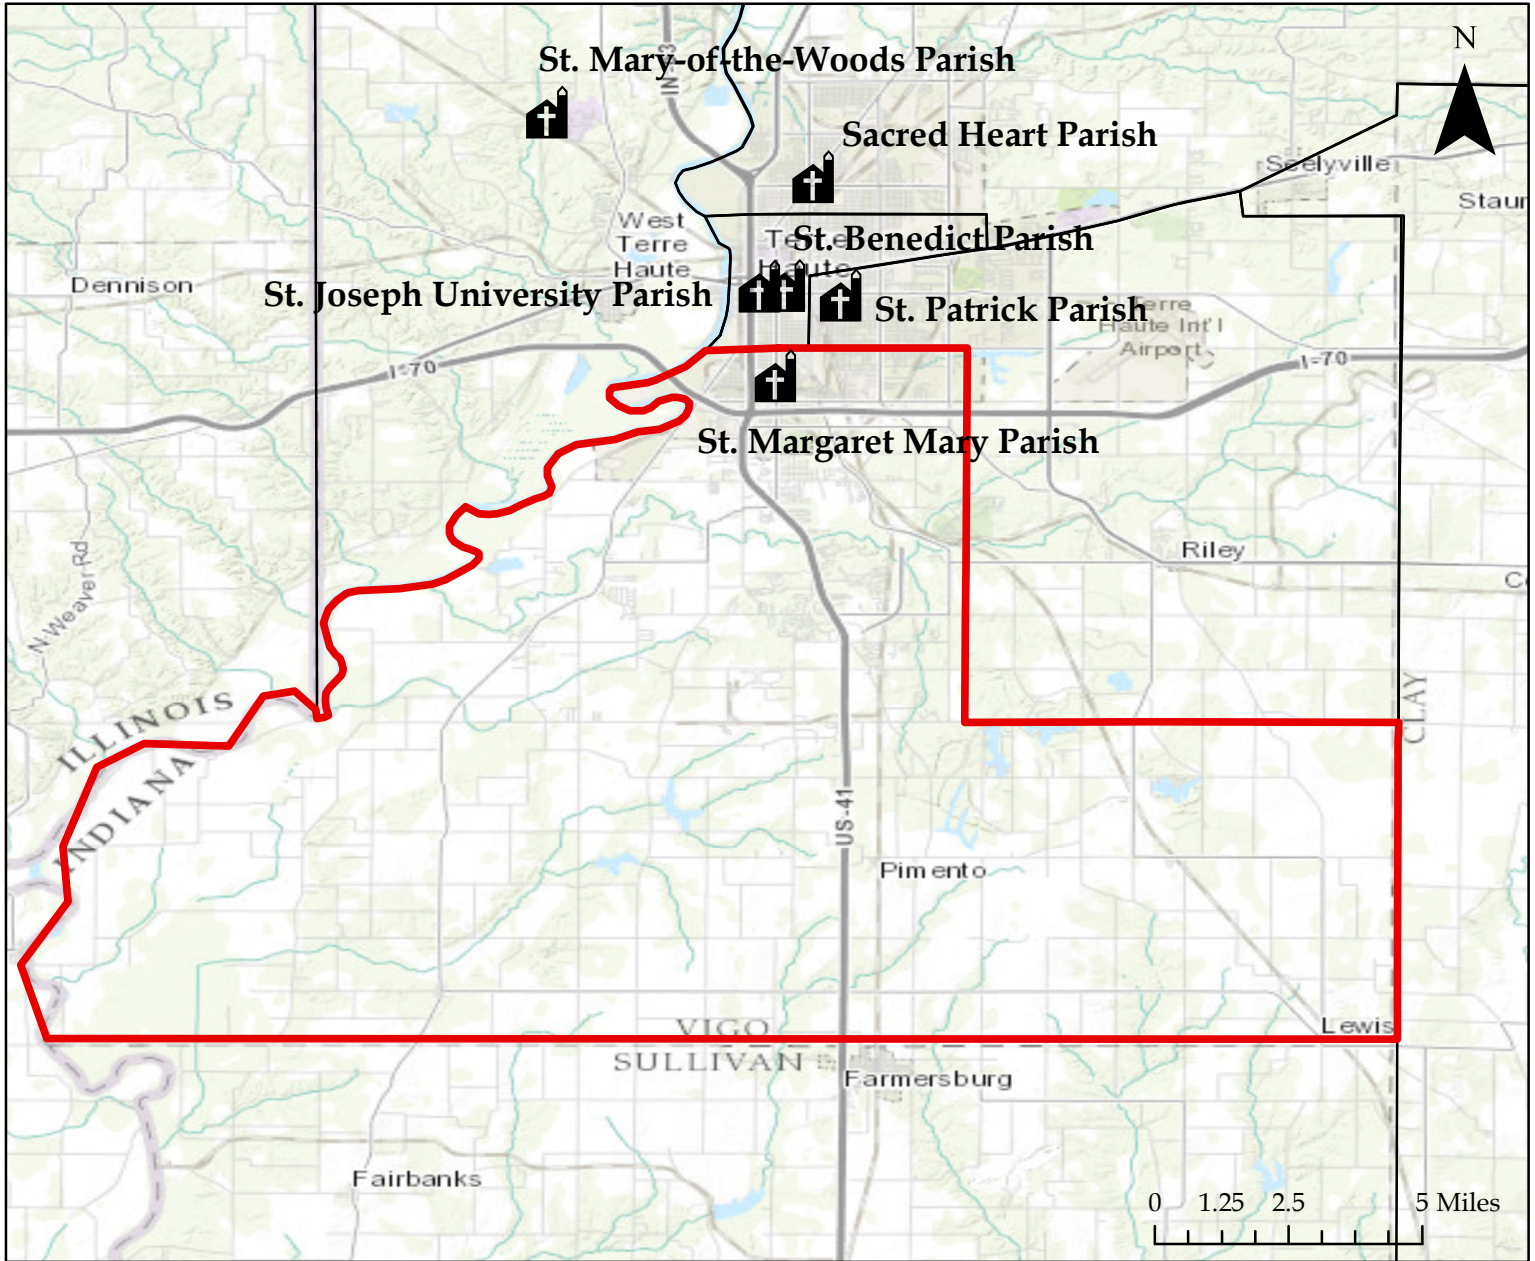 St. Mary-of-the-Woods Parish
N
Sacred Heart Parish
Seelyville
Staun
West
Terre
Haute
St. Benedict Parish
Dennison
St. Joseph University Parish
St. Patrick Parish
Terre
Haute Int'l
Airport
I-70
I-70
St. Margaret Mary Parish
Riley
N Weaver Rd
ILLINOIS
INDIANA
CLAY
US-41
Pimento
Lewis
VIGO
SULLIVAN
Farmersburg
Fairbanks
0 1.25 2.5 5 Miles